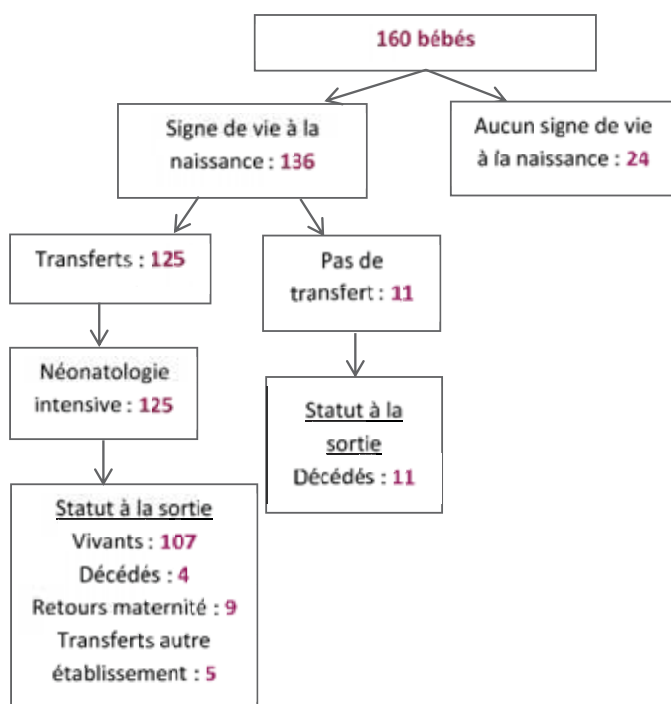 160 bébés
Signe de vie à la
naissance : 136
Aucun signe de vie
à la naissance : 24
Transferts : 125
Pas de
transfert : 11
Néonatologie
intensive : 125
Statut à la
sortie
Décédés : 11
Statut à la sortie
Vivants : 107
Décédés : 4
Retours maternité : 9
Transferts autre
établissement : 5